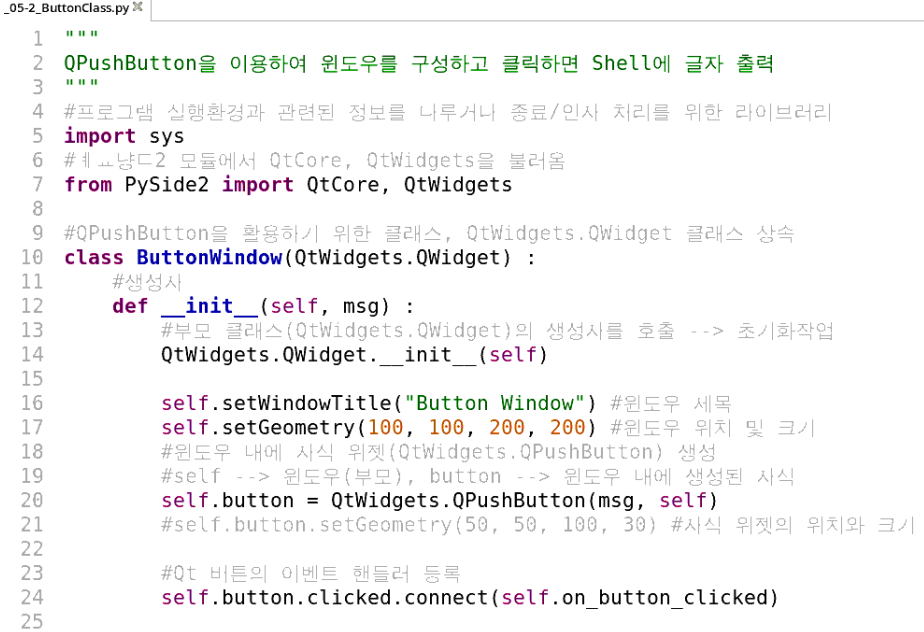 _05-2_ButtonClass.py
1 """
2 QPushButton을 이용하여 윈도우를 구성하고 클릭하면 Shell에 글자 출력
3 """
4 #프로그램 실행환경과 관련된 정보를 나루거나 종료/인사 처리를 위한 라이브러리
5 import sys
6 #ㅖㅛ냥ㄷ2 모듈에서 QtCore, QtWidgets을 불러옴
7 from PySide2 import QtCore, QtWidgets
8
9 #QPushButton을 활용하기 위한 클래스, QtWidgets.QWidget 클래스 상속
10 class ButtonWindow(QtWidgets.QWidget) :
11 #생성사
12 def __init__(self, msg) :
13 #부모 클래스(QtWidgets.QWidget)의 생성사를 호출 --> 초기화작업
14 QtWidgets.QWidget.__init__(self)
15
16 self.setWindowTitle("Button Window") #윈도우 세목
17 self.setGeometry(100, 100, 200, 200) #윈도우 위치 및 크기
18 #윈도우 내에 사식 위젯(QtWidgets.QPushButton) 생성
19 #self --> 윈도우(부모), button --> 윈도우 내에 생성된 사식
20 self.button = QtWidgets.QPushButton(msg, self)
21 #self.button.setGeometry(50, 50, 100, 30) #사식 위젯의 위치와 크기
22
23 #Qt 버튼의 이벤트 핸들러 등록
24 self.button.clicked.connect(self.on_button_clicked)
25